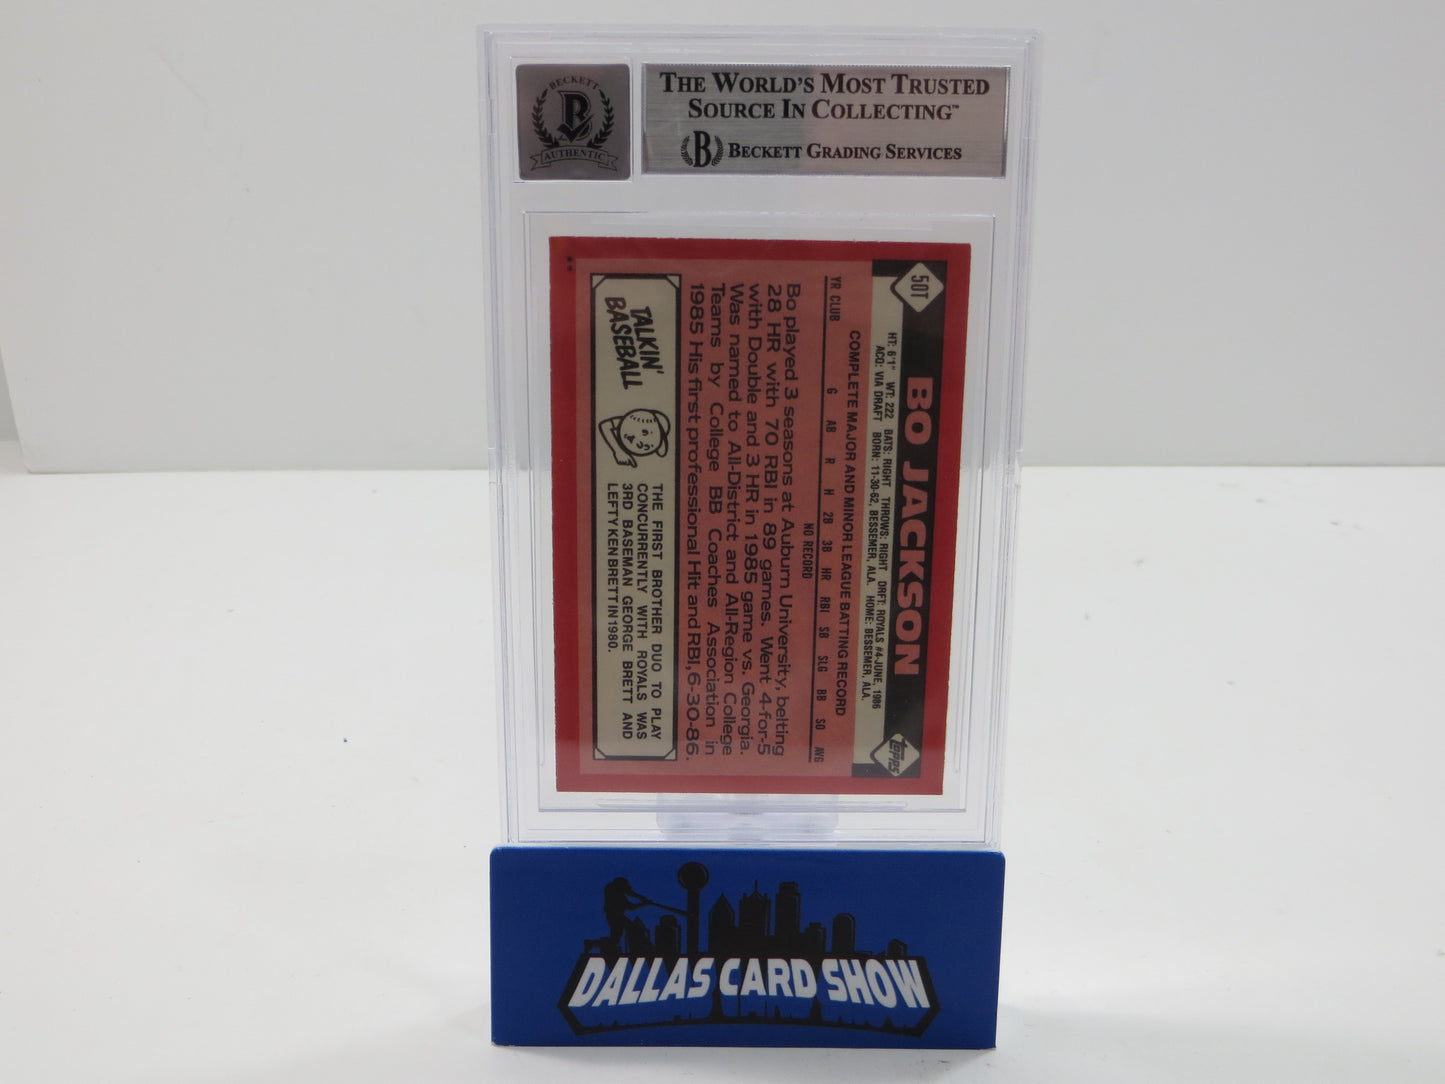 BECKETT
B
AUTHENTIC
THE WORLD'S MOST TRUSTED
SOURCE IN COLLECTING™
B BECKETT GRADING SERVICES
50T
BO JACKSON
topps
HT: 6'1" WT: 222 BATS: RIGHT THROWS: RIGHT DRFT: ROYALS #4-JUNE, 1986
ACQ: VIA DRAFT BORN: 11-30-62, BESSEMER, ALA. HOME: BESSEMER, ALA.
COMPLETE MAJOR AND MINOR LEAGUE BATTING RECORD
YR CLUB G AB R H 2B 3B HR RBI SB SLG BB SO AVG
NO RECORD
Bo played 3 seasons at Auburn University, belting
28 HR with 70 RBI in 89 games. Went 4-for-5
with Double and 3 HR in 1985 game vs. Georgia.
Was named to All-District and All-Region College
Teams by College BB Coaches Association in
1985 His first professional Hit and RBI, 6-30-86.
TALKIN'
BASEBALL
THE FIRST BROTHER DUO TO PLAY
CONCURRENTLY WITH ROYALS WAS
3RD BASEMAN GEORGE BRETT AND
LEFTY KEN BRETT IN 1980.
**
DALLAS CARD SHOW